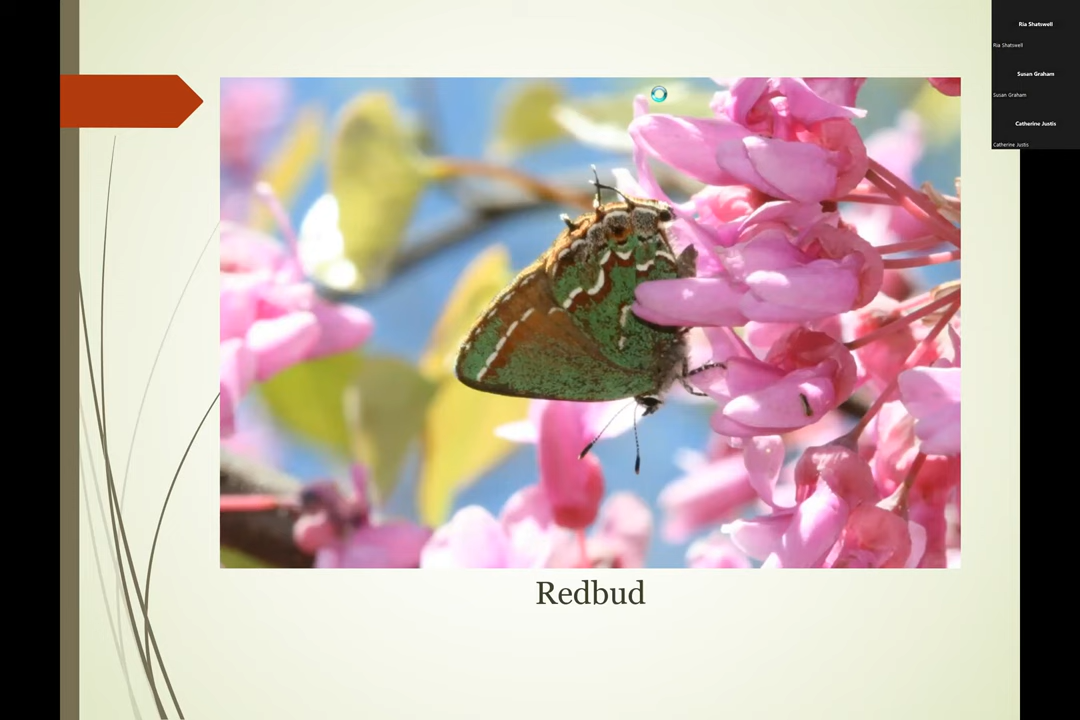 Ria Shatswell
Ria Shatswell
Susan Graham
Susan Graham
Catherine Justis
Catherine Justis
Redbud